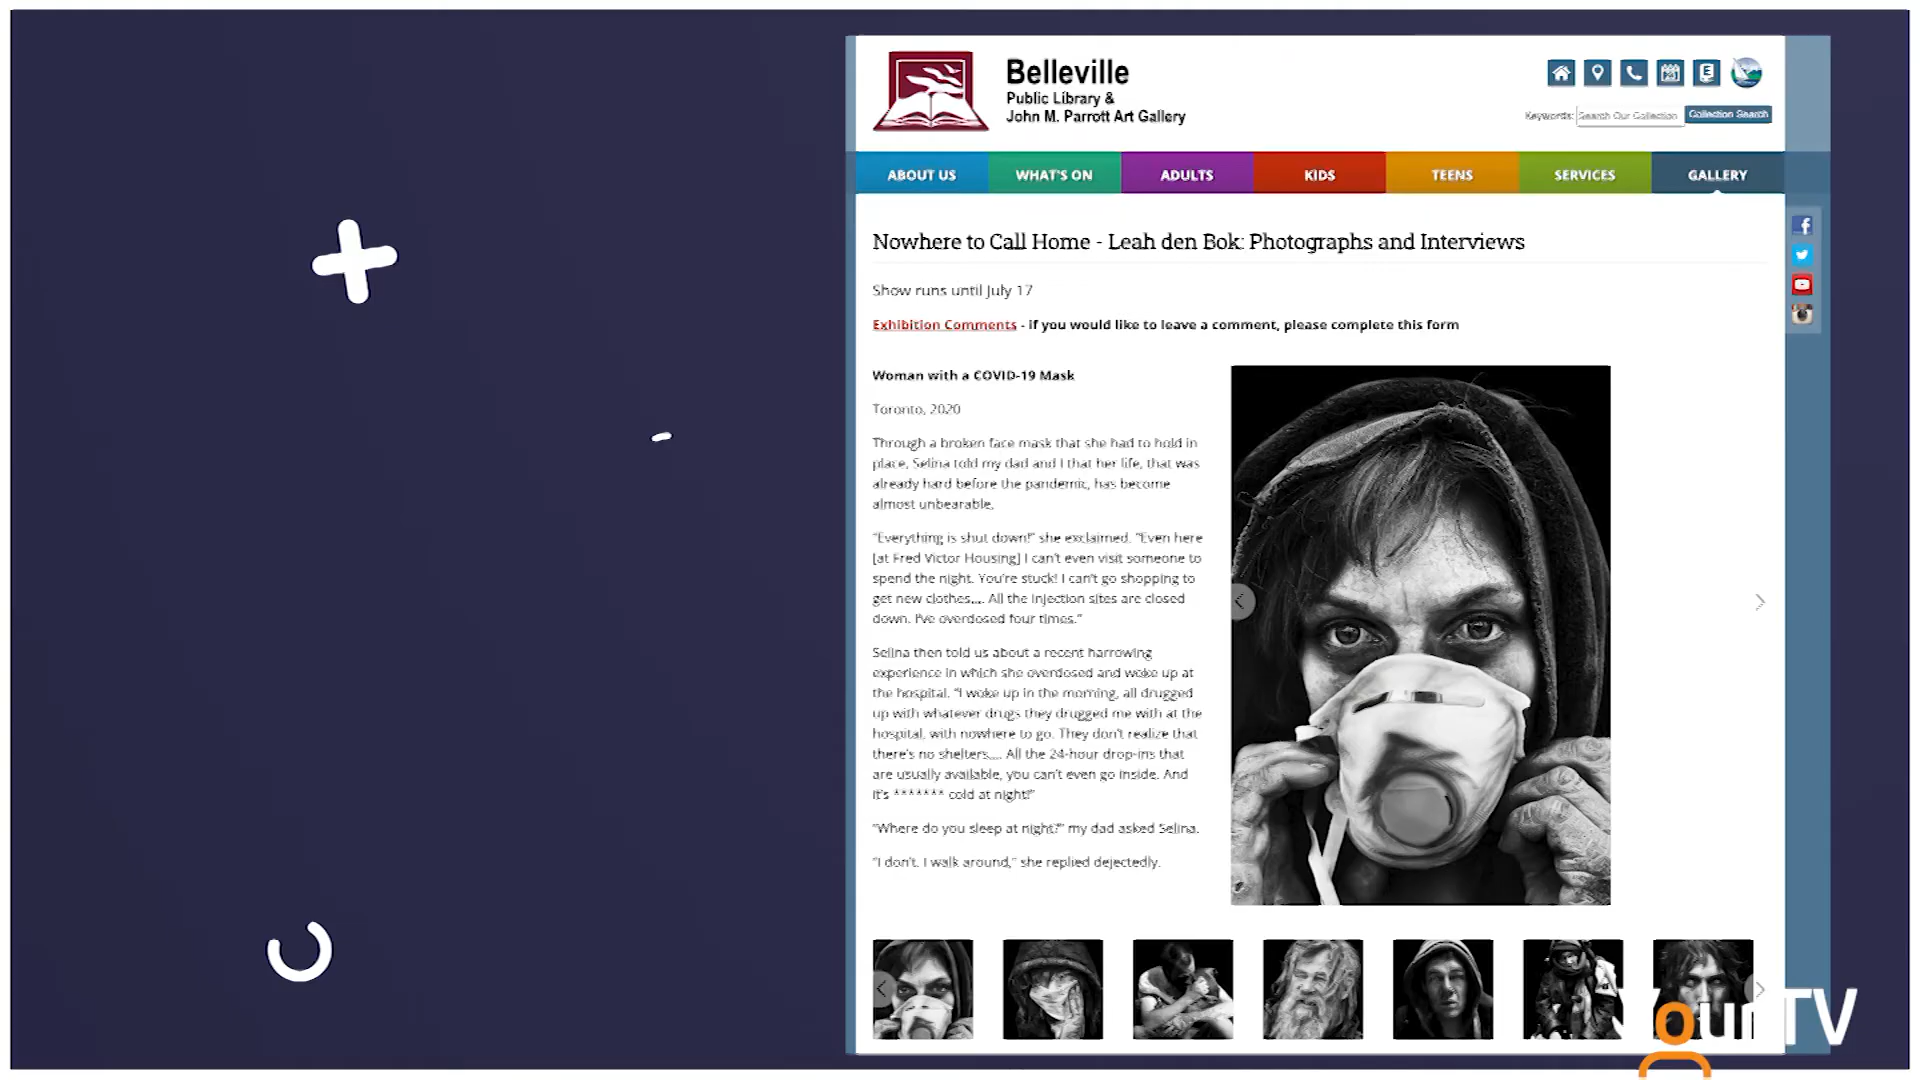 Belleville
Public Library &
John M. Parrott Art Gallery
Keywords: Search Our Collection Collection Search
ABOUT US WHAT'S ON ADULTS KIDS TEENS SERVICES GALLERY
Nowhere to Call Home - Leah den Bok: Photographs and Interviews
Show runs until July 17
Exhibition Comments - if you would like to leave a comment, please complete this form
Woman with a COVID-19 Mask
Toronto, 2020
Through a broken face mask that she had to hold in
place, Selina told my dad and I that her life, that was
already hard before the pandemic, has become
almost unbearable.
"Everything is shut down!" she exclaimed. "Even here
[at Fred Victor Housing] I can't even visit someone to
spend the night. You're stuck! I can't go shopping to
get new clothes.... All the injection sites are closed
down. I've overdosed four times."
Selina then told us about a recent harrowing
experience in which she overdosed and woke up at
the hospital. "I woke up in the morning, all drugged
up with whatever drugs they drugged me with at the
hospital, with nowhere to go. They don't realize that
there's no shelters.... All the 24-hour drop-ins that
are usually available, you can't even go inside. And
it's ******* cold at night!"
"Where do you sleep at night?" my dad asked Selina.
"I don't. I walk around," she replied dejectedly.
YourTV